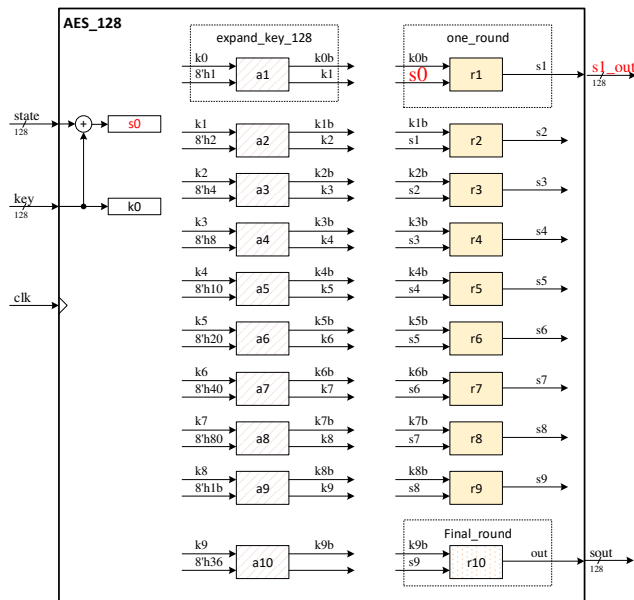 AES_128
expand_key_128
one_round
k0
8'h1
a1
k0b
k1
k0b
s0
r1
s1
s1_out
128
state
128
+
s0
k1
8'h2
a2
k1b
k2
k1b
s1
r2
s2
k2
8'h4
a3
k2b
k3
k2b
s2
r3
s3
key
128
k0
k3
8'h8
a4
k3b
k4
k3b
s3
r4
s4
clk
k4
8'h10
a5
k4b
k5
k4b
s4
r5
s5
k5
8'h20
a6
k5b
k6
k5b
s5
r6
s6
k6
8'h40
a7
k6b
k7
k6b
s6
r7
s7
k7
8'h80
a8
k7b
k8
k7b
s7
r8
s8
k8
8'h1b
a9
k8b
k9
k8b
s8
r9
s9
Final_round
k9
8'h36
a10
k9b
k9b
s9
r10
out
sout
128